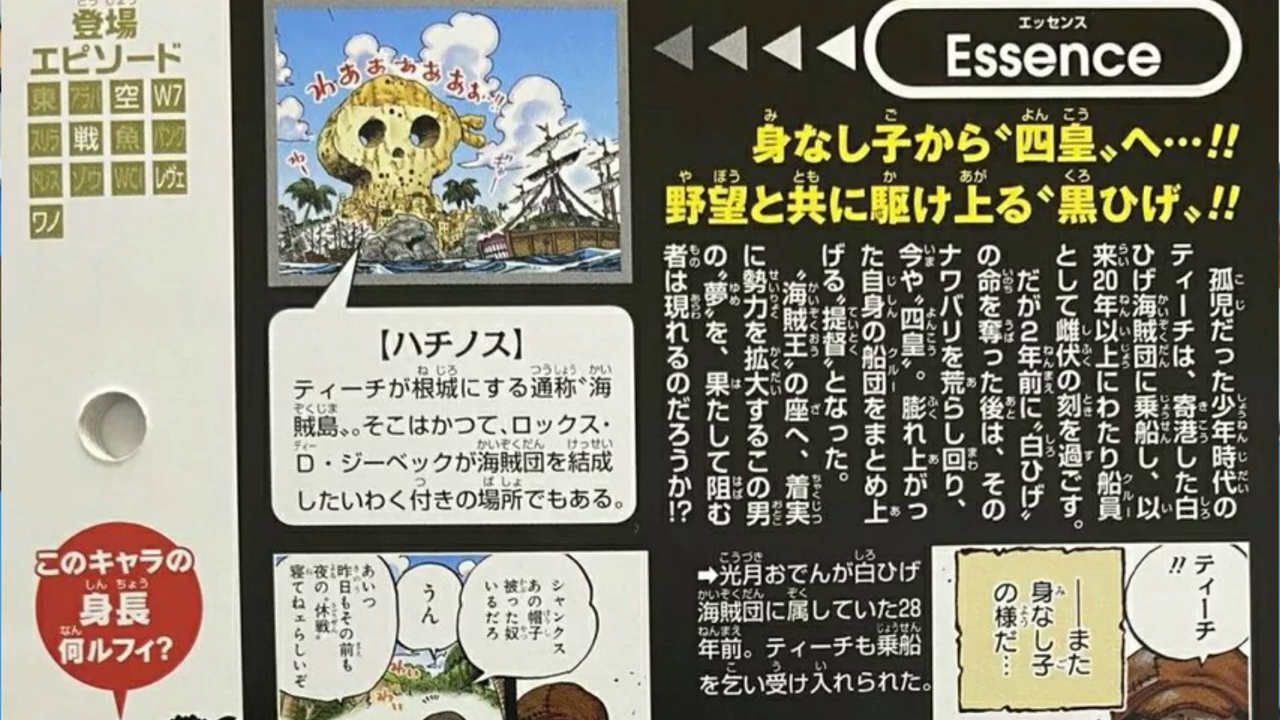 登場
エピソード
東 アラバ 空 W7
スリラ 戦 魚 パンク
ドレス ゾウ WCI レヴェ
ワノ
このキャラの
身長
何ルフィ?
わあぁぁぁあぁぁ!!
【ハチノス】
ティーチが根城にする通称〝海
賊島〟。そこはかつて、ロックス・
D・ジーベックが海賊団を結成
したいわく付きの場所でもある。
エッセンス
Essence
身なし子から〝四皇〟へ…!!
野望と共に駆け上る〝黒ひげ〟!!
孤児だった少年時代の
ティーチは、寄港した白
ひげ海賊団に乗船し、以
来20年以上にわたり船員
として雌伏の刻を過ごす。
だが2年前に〝白ひげ〟
の命を奪った後は、その
ナワバリを荒らし回り、
今や〝四皇〟。膨れ上がっ
た自身の船団をまとめ上
げる〝提督〟となった。
〝海賊王〟の座へ、着実
に勢力を拡大するこの男
の〝夢〟を、果たして阻む
者は現れるのだろうか!?
シャンクス
あの帽子
被った奴
いるだろ
うん
あいつ
昨日もその前も
夜の〝休戦〟
寝てねェらしいぞ
➡光月おでんが白ひげ
海賊団に属していた28
年前。ティーチも乗船
を乞い受け入れられた。
ティーチ
!!
――また
身なし子
の様だ…